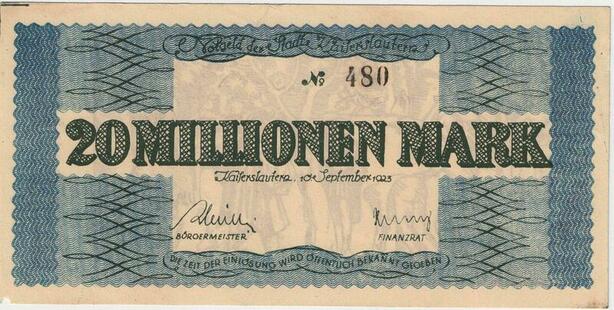 Notgeld der Stadt Kaiserslautern
№ 480
20 MILLIONEN MARK
Kaiserslautern, 10. September 1923
BÜRGERMEISTER
FINANZRAT
DIE ZEIT DER EINLÖSUNG WIRD ÖFFENTLICH BEKANNT GEGEBEN